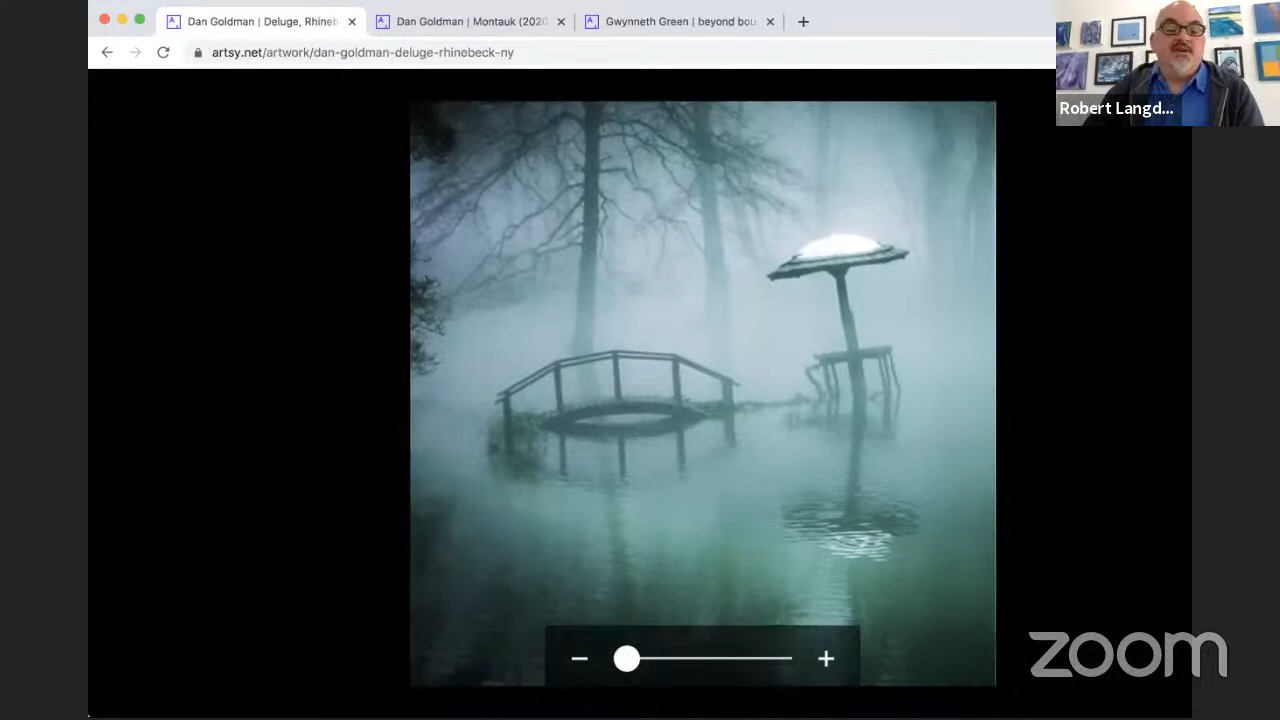 Dan Goldman | Deluge, Rhineb
Dan Goldman | Montauk (2020
Gwynneth Green | beyond bou
artsy.net/artwork/dan-goldman-deluge-rhinebeck-ny
Robert Langd...
zoom